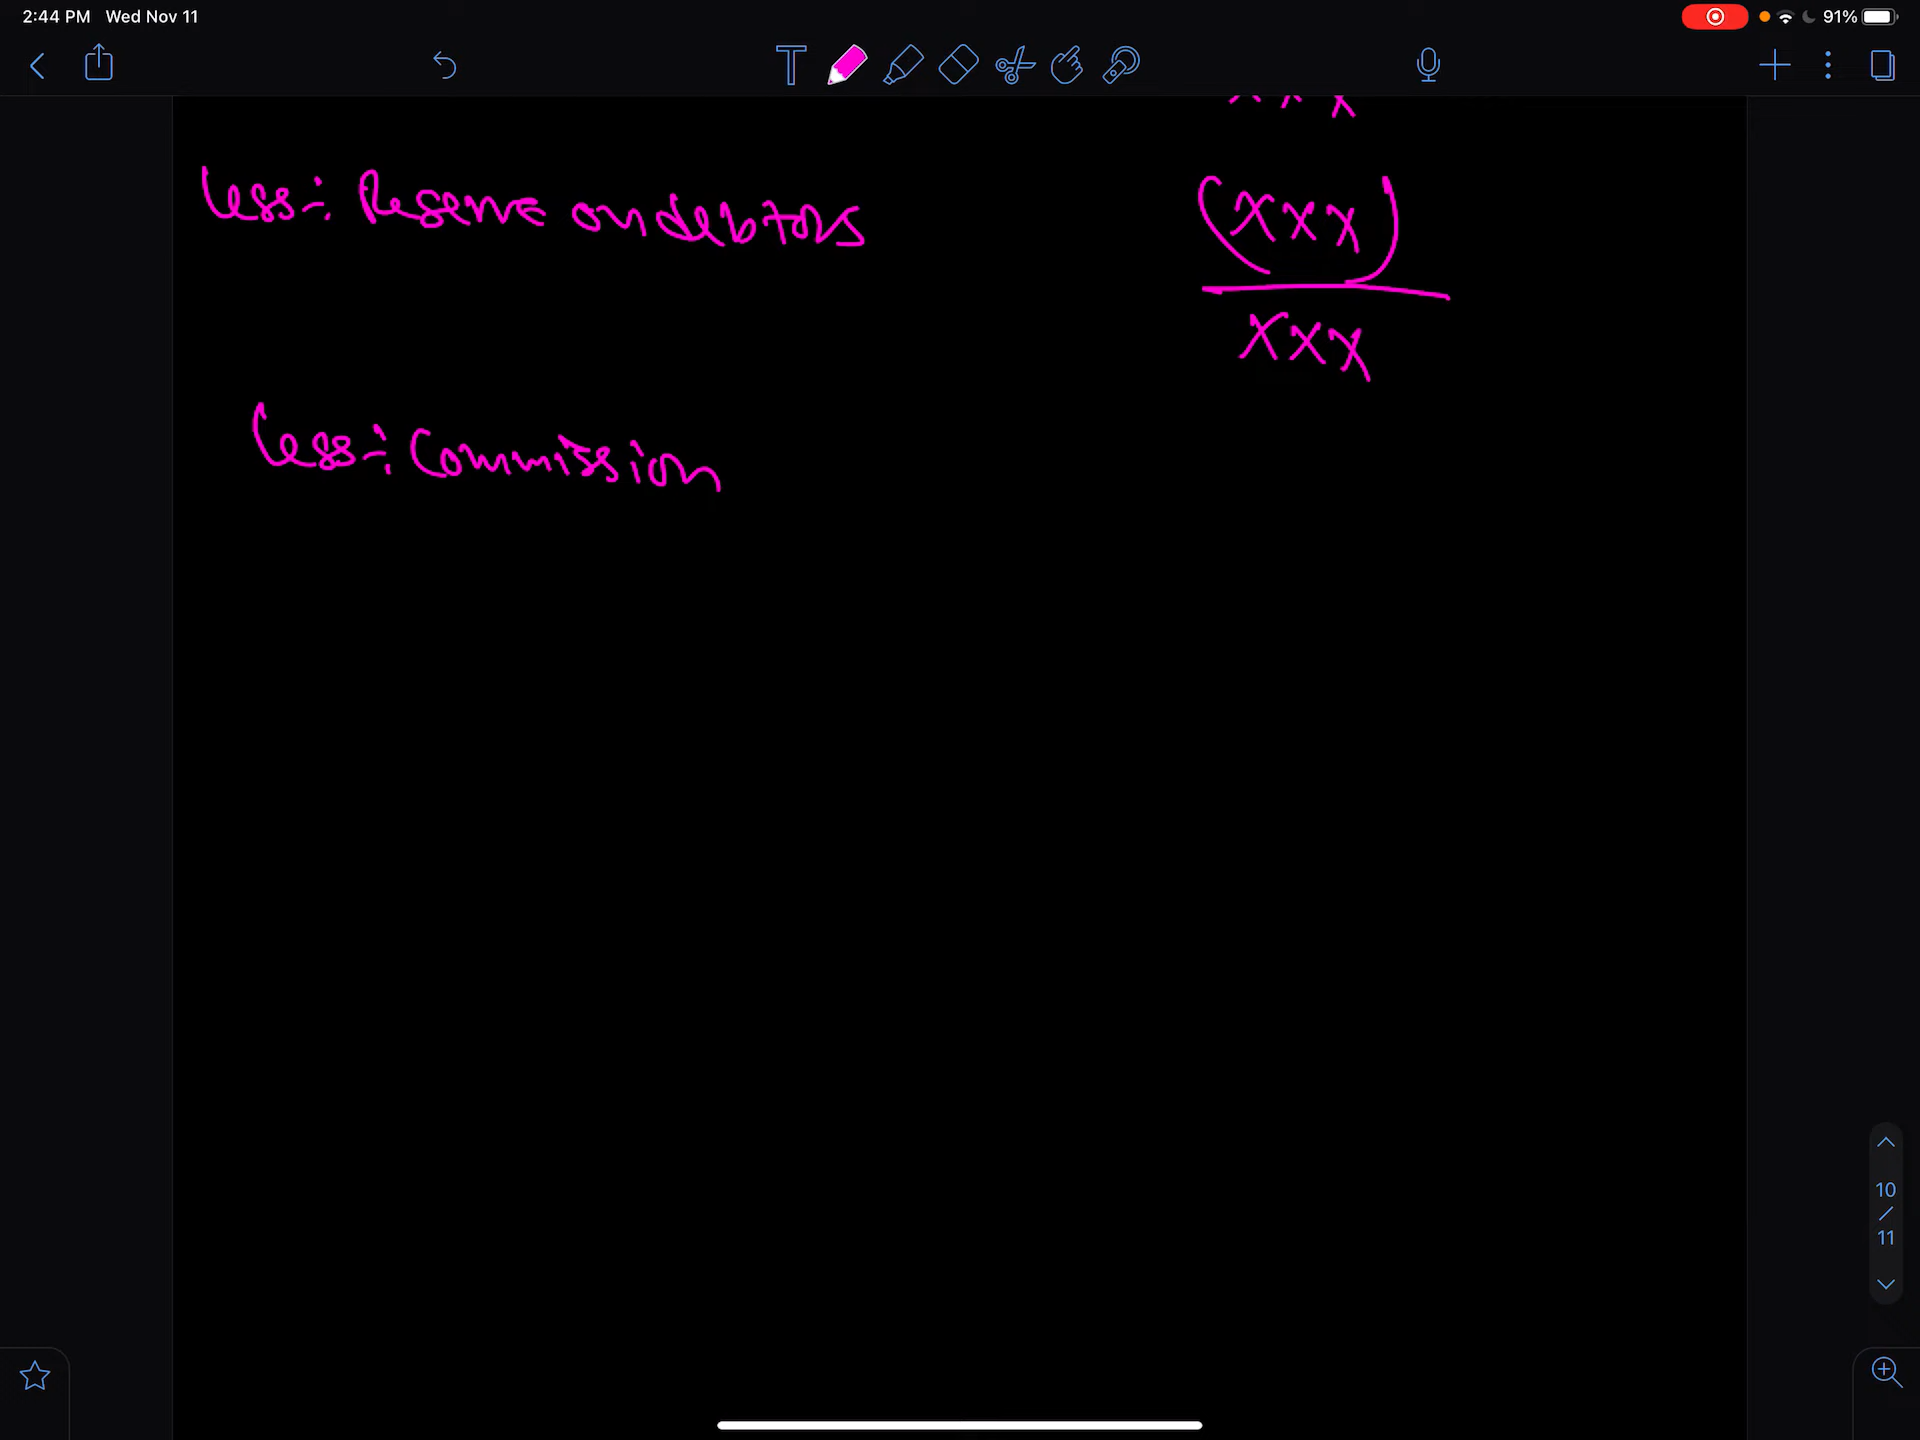 2:44 PM Wed Nov 11
91%
T
x x x
Less:- Reserve on debtors (xxx)
xxx
Less:- Commission
10
/
11